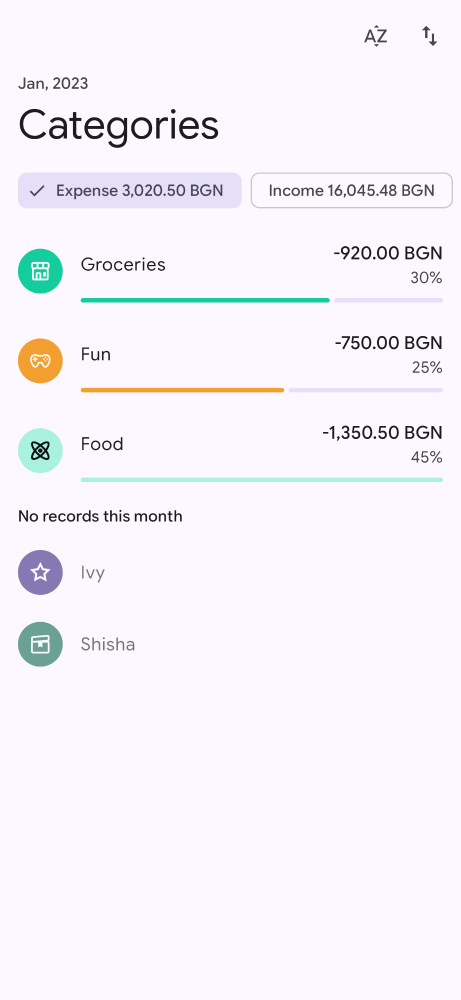 AZ
Jan, 2023
Categories
Expense 3,020.50 BGN
Income 16,045.48 BGN
Groceries
-920.00 BGN
30%
Fun
-750.00 BGN
25%
Food
-1,350.50 BGN
45%
No records this month
Ivy
Shisha